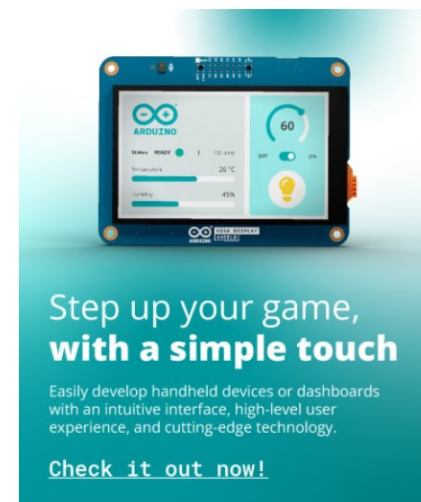 ARDUINO
READY
Temperature
26 °C
Humidity
45%
60
OFF
ON
ARDUINO
GIGA DISPLAY
SHIELD
Step up your game,
with a simple touch
Easily develop handheld devices or dashboards
with an intuitive interface, high-level user
experience, and cutting-edge technology.
Check it out now!